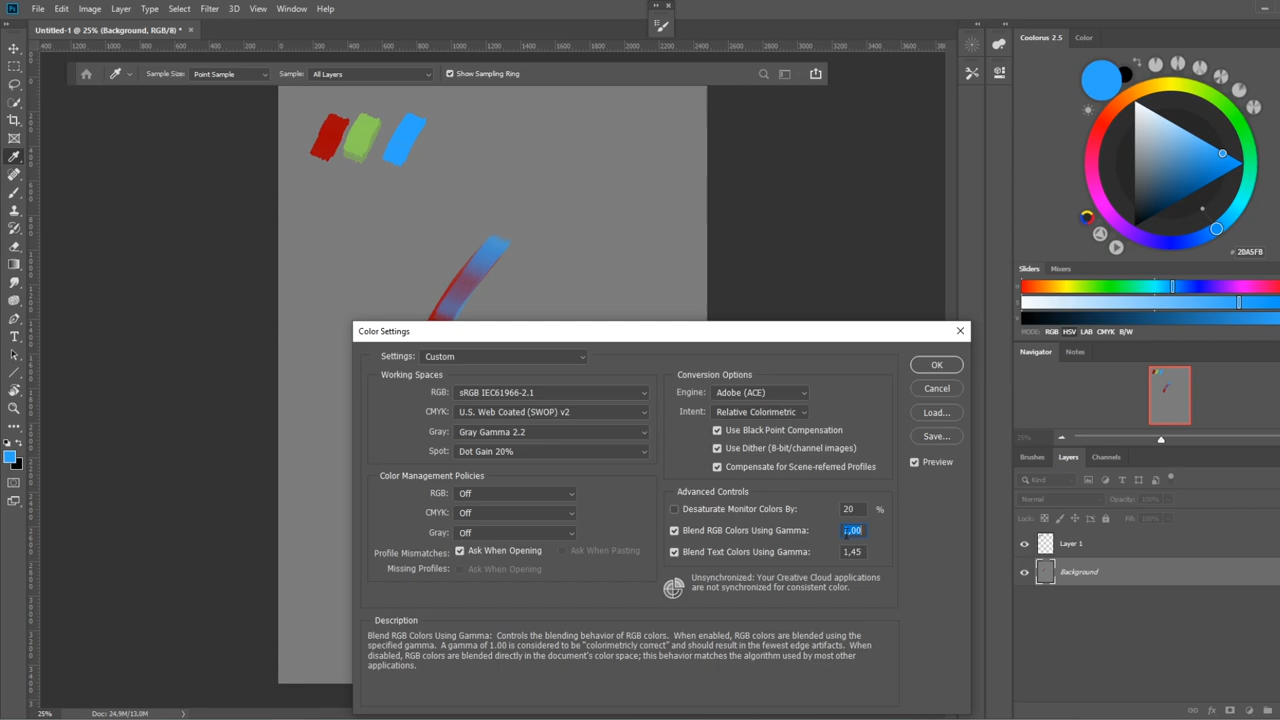 Ps File Edit Image Layer Type Select Filter 3D View Window Help
Untitled-1 @ 25% (Background, RGB/8) * ×
Sample Size: Point Sample Sample: All Layers Show Sampling Ring
Coolorus 2.5 Color
2DA5FB
Sliders Mixers
H
S
V
MODE: RGB HSV LAB CMYK B/W
Navigator Notes
25%
Brushes Layers Channels
Kind
Normal Opacity: 100%
Lock: Fill: 100%
Layer 1
Background
Color Settings
Settings: Custom
Working Spaces
RGB: sRGB IEC61966-2.1
CMYK: U.S. Web Coated (SWOP) v2
Gray: Gray Gamma 2.2
Spot: Dot Gain 20%
Color Management Policies
RGB: Off
CMYK: Off
Gray: Off
Profile Mismatches: Ask When Opening Ask When Pasting
Missing Profiles: Ask When Opening
Conversion Options
Engine: Adobe (ACE)
Intent: Relative Colorimetric
Use Black Point Compensation
Use Dither (8-bit/channel images)
Compensate for Scene-referred Profiles
Advanced Controls
Desaturate Monitor Colors By: 20 %
Blend RGB Colors Using Gamma: 1,00
Blend Text Colors Using Gamma: 1,45
Unsynchronized: Your Creative Cloud applications
are not synchronized for consistent color.
OK
Cancel
Load...
Save...
Preview
Description
Blend RGB Colors Using Gamma: Controls the blending behavior of RGB colors. When enabled, RGB colors are blended using the
specified gamma. A gamma of 1.00 is considered to be "colorimetricly correct" and should result in the fewest edge artifacts. When
disabled, RGB colors are blended directly in the document's color space; this behavior matches the algorithm used by most other
applications.
25% Doc: 24,9M/13,0M